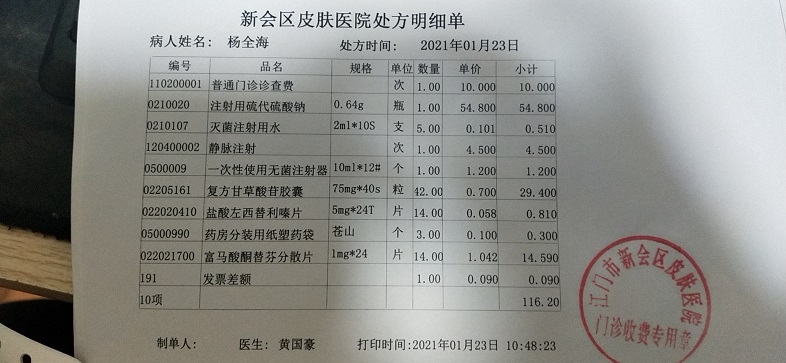 新会区皮肤医院处方明细单
病人姓名： 杨全海 处方时间： 2021年01月23日
编号 品名 规格 单位 数量 单价 小计
110200001 普通门诊诊查费 次 1.00 10.000 10.000
0210020 注射用硫代硫酸钠 0.64g 瓶 1.00 54.800 54.800
0210107 灭菌注射用水 2ml*10S 支 5.00 0.101 0.510
120400002 静脉注射 次 1.00 4.500 4.500
0500009 一次性使用无菌注射器 10ml*12# 个 1.00 1.200 1.200
02205161 复方甘草酸苷胶囊 75mg*40s 粒 42.00 0.700 29.400
022020410 盐酸左西替利嗪片 5mg*24T 片 14.00 0.058 0.810
05000990 药房分装用纸塑药袋 苍山 个 3.00 0.100 0.300
022021700 富马酸酮替芬分散片 1mg*24 片 14.00 1.042 14.590
191 发票差额 1.00 0.090 0.090
10项 116.20
江门市新会区皮肤医院
门诊收费专用章
制单人： 医生： 黄国豪 打印时间:2021年01月23日 10:48:23